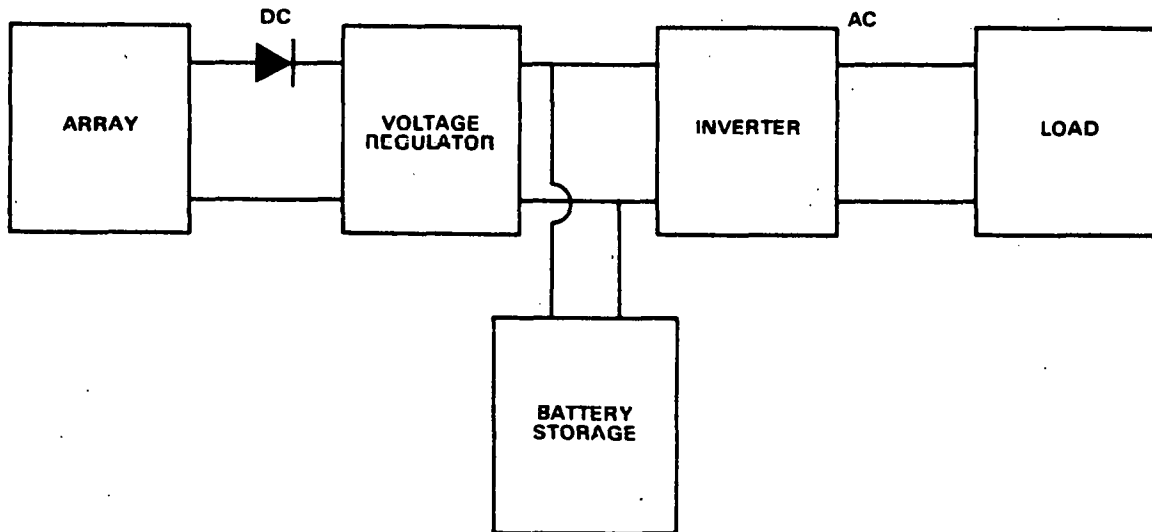 DC
AC
ARRAY
VOLTAGE
REGULATOR
INVERTER
LOAD
BATTERY
STORAGE